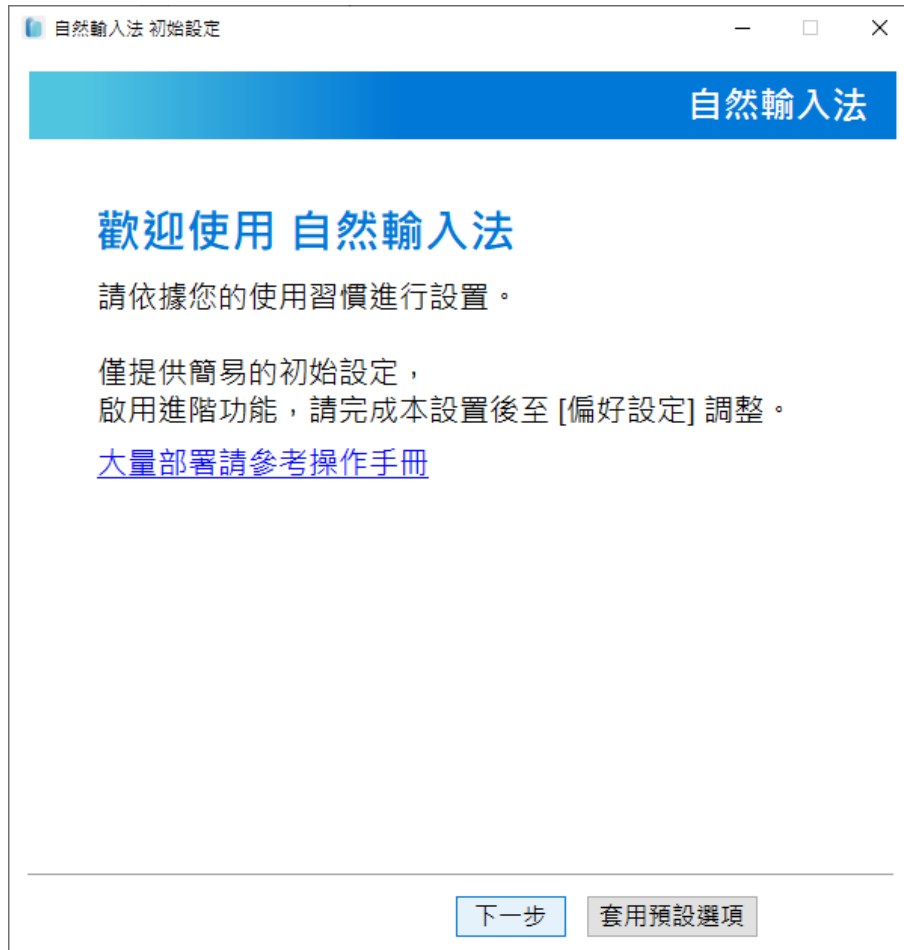 自然輸入法 初始設定
自然輸入法
歡迎使用 自然輸入法
請依據您的使用習慣進行設置。
僅提供簡易的初始設定，
啟用進階功能，請完成本設置後至 [偏好設定] 調整。
大量部署請參考操作手冊
下一步
套用預設選項